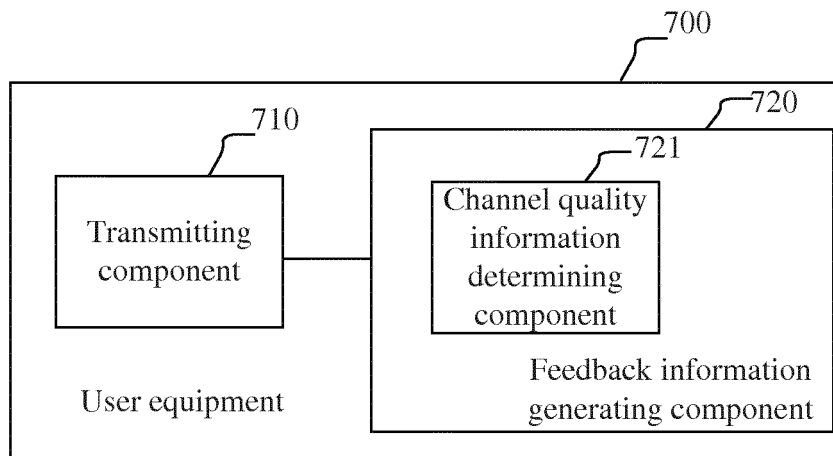 700
720
710
721
Transmitting
component
Channel quality
information
determining
component
User equipment
Feedback information
generating component